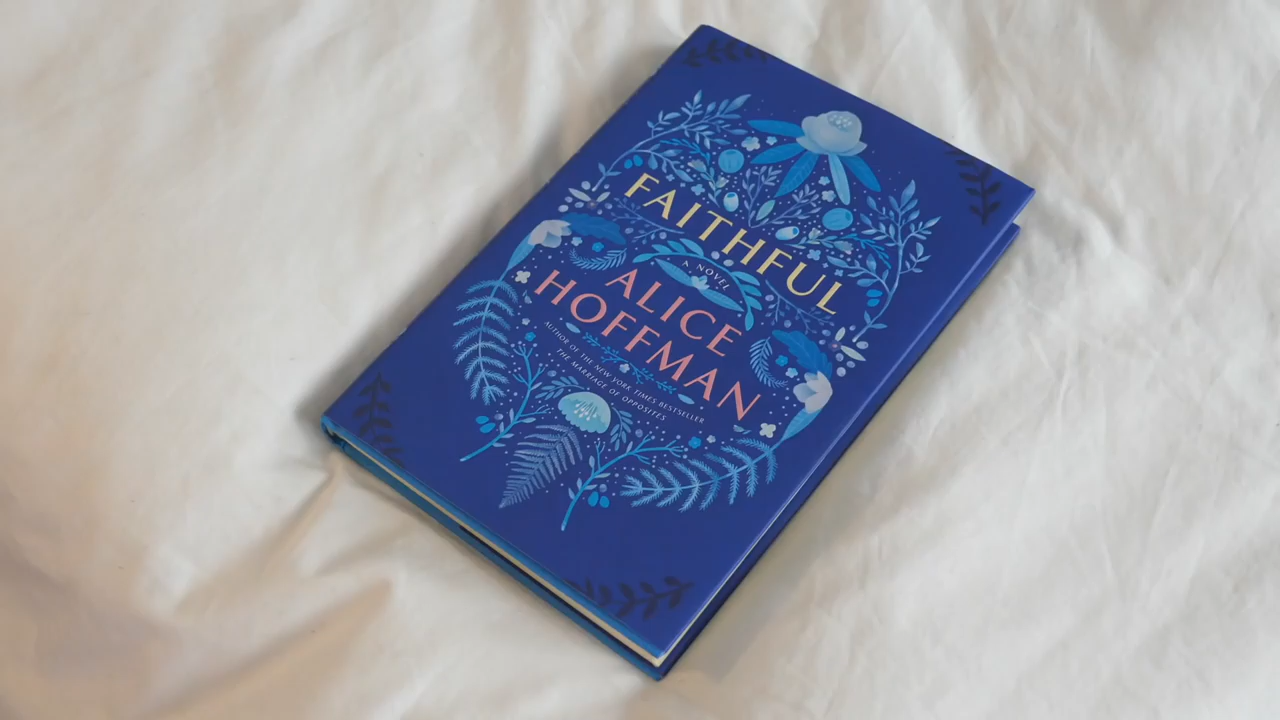 FAITHFUL
A NOVEL
ALICE
HOFFMAN
AUTHOR OF THE NEW YORK TIMES BESTSELLER
THE MARRIAGE OF OPPOSITES